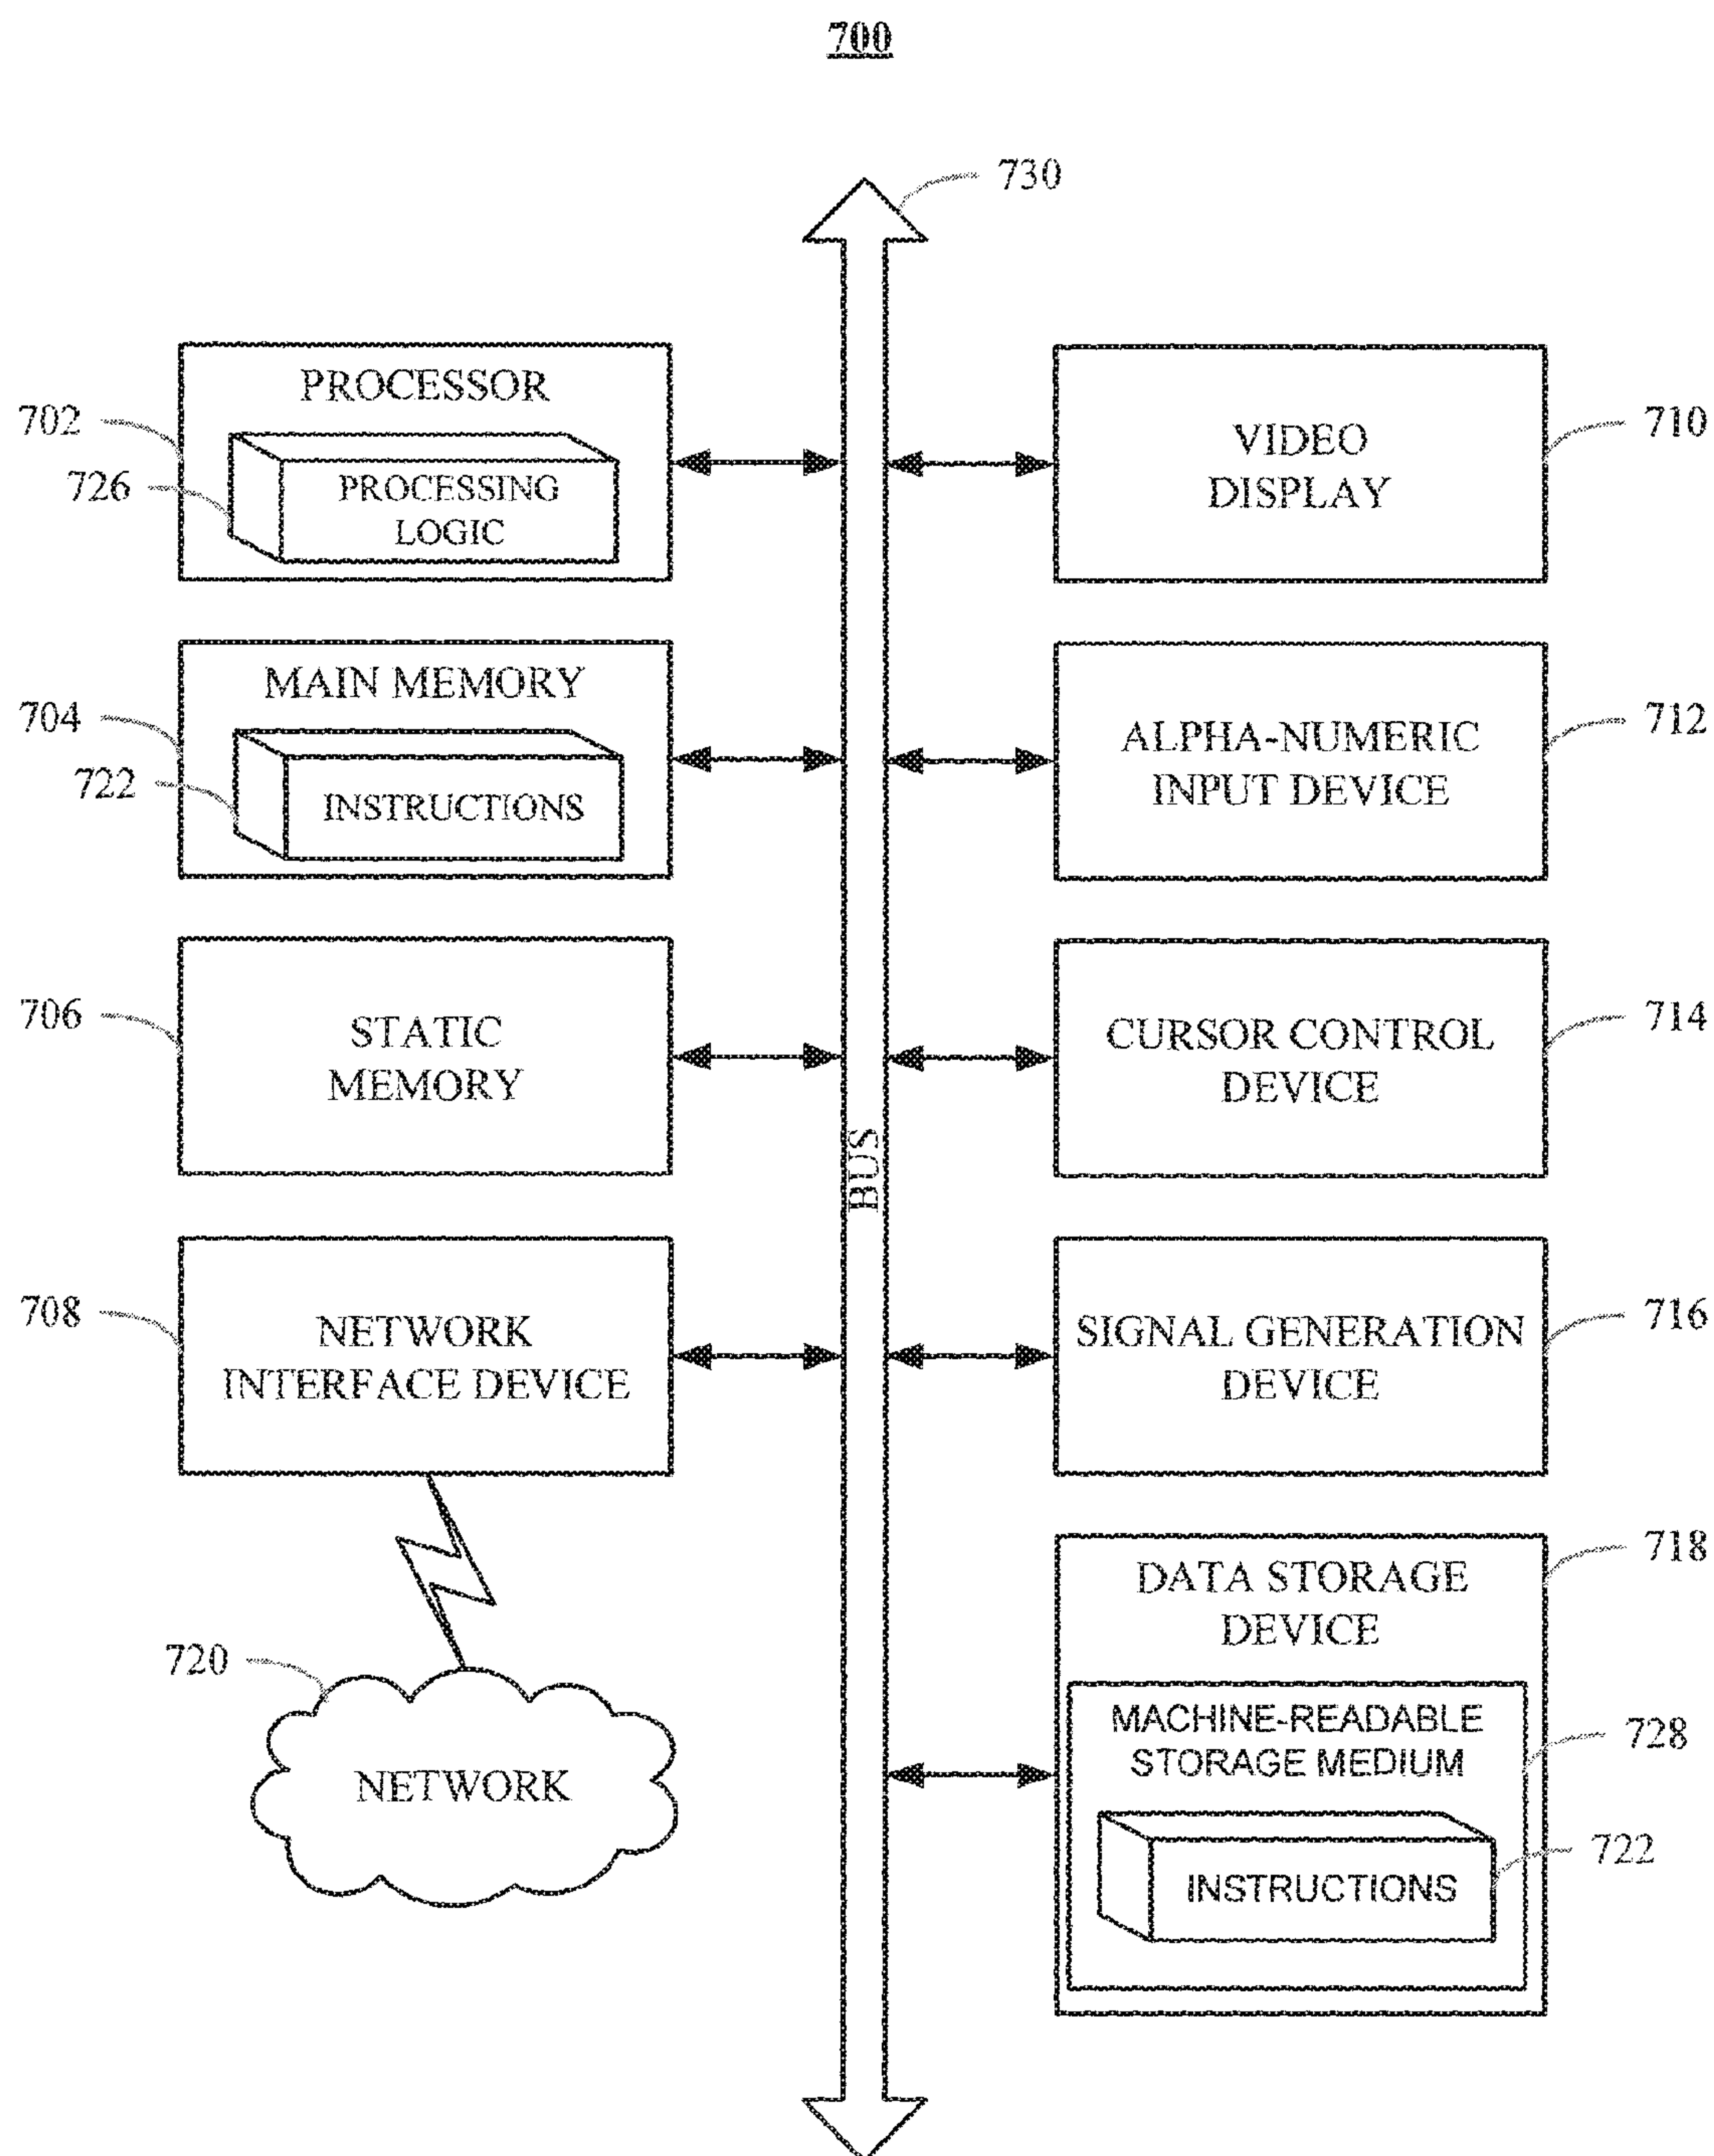 700
730
PROCESSOR
702
726
PROCESSING
LOGIC
VIDEO
DISPLAY
710
MAIN MEMORY
704
722
INSTRUCTIONS
ALPHA-NUMERIC
INPUT DEVICE
712
706
STATIC
MEMORY
CURSOR CONTROL
DEVICE
714
BUS
708
NETWORK
INTERFACE DEVICE
SIGNAL GENERATION
DEVICE
716
718
DATA STORAGE
DEVICE
720
NETWORK
MACHINE-READABLE
STORAGE MEDIUM
728
INSTRUCTIONS
722